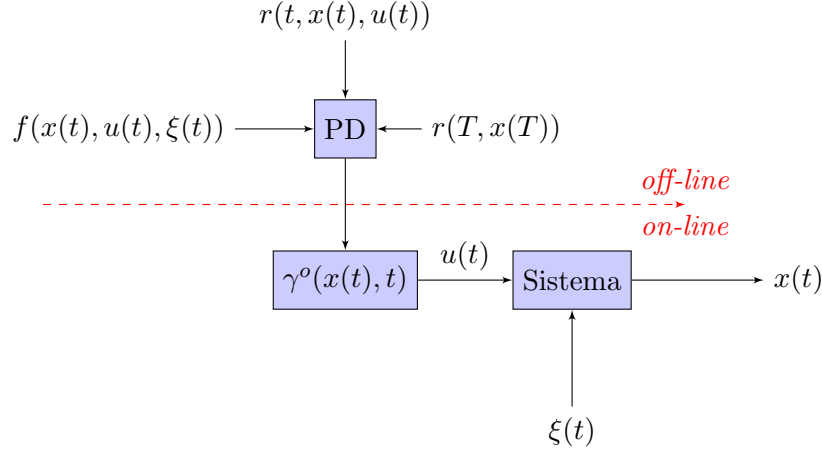 r(t, x(t), u(t))
f(x(t), u(t), ξ(t))
PD
r(T, x(T))
off-line
on-line
γ^o(x(t), t)
u(t)
Sistema
x(t)
ξ(t)